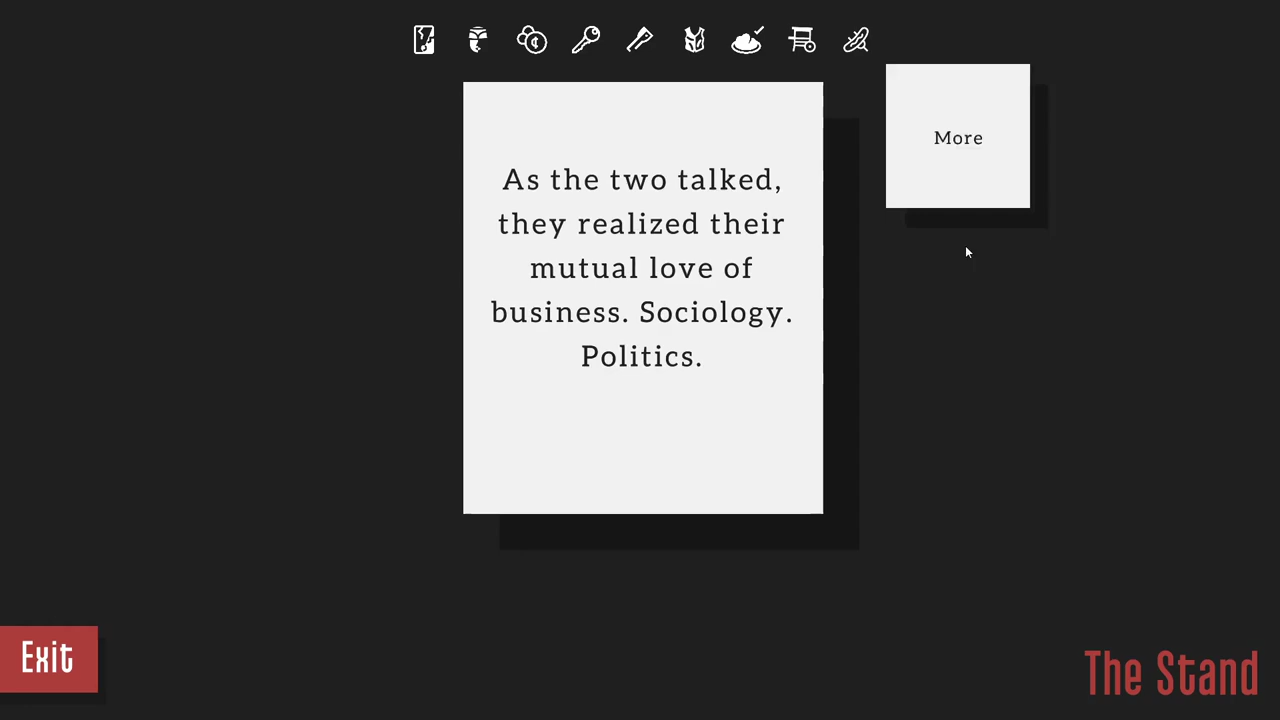 More
As the two talked,
they realized their
mutual love of
business. Sociology.
Politics.
Exit
The Stand